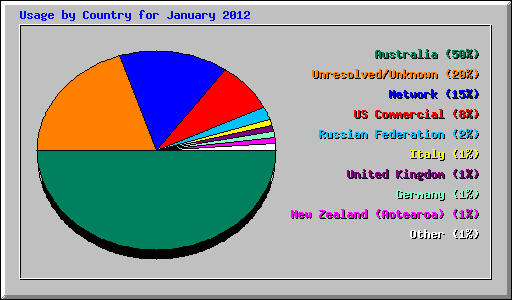 Usage by Country for January 2012
Australia (50%)
Unresolved/Unknown (20%)
Network (15%)
US Commercial (8%)
Russian Federation (2%)
Italy (1%)
United Kingdom (1%)
Germany (1%)
New Zealand (Aotearoa) (1%)
Other (1%)